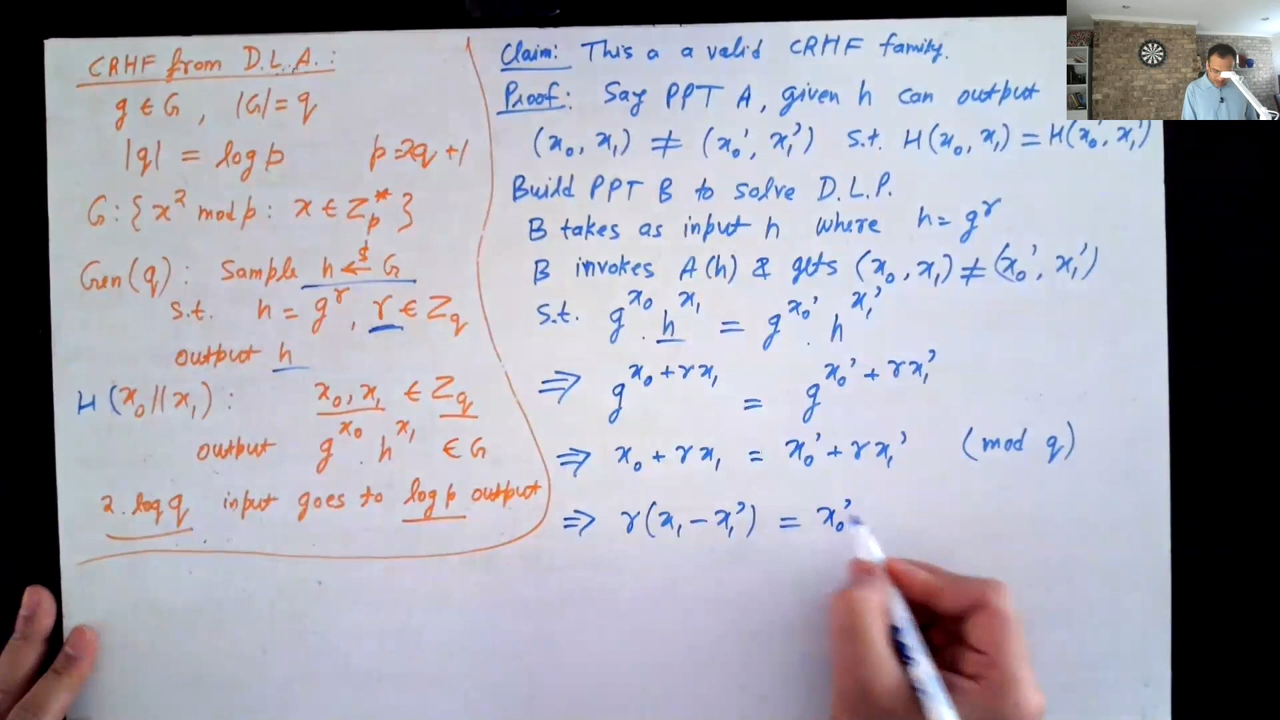 CRHF from D.L.A.:
g ∈ G, |G| = q
|q| = log p    p = 2q + 1
G: { x² mod p : x ∈ Z_p^* }
Gen(q): Sample h ←$ G
s.t. h = g^r, r ∈ Z_q
output h
H(x₀||x₁): x₀, x₁ ∈ Z_q
output g^x₀ . h^x₁ ∈ G
2. log q input goes to log p output
Claim: This a a valid CRHF family.
Proof: Say PPT A, given h can output
(x₀, x₁) ≠ (x₀', x₁') s.t. H(x₀, x₁) = H(x₀', x₁')
Build PPT B to solve D.L.P.
B takes as input h where h = g^r
B invokes A(h) & gets (x₀, x₁) ≠ (x₀', x₁')
s.t. g^x₀ . h^x₁ = g^x₀' . h^x₁'
⇒ g^(x₀ + r x₁) = g^(x₀' + r x₁')
⇒ x₀ + r x₁ = x₀' + r x₁' (mod q)
⇒ r(x₁ - x₁') = x₀'